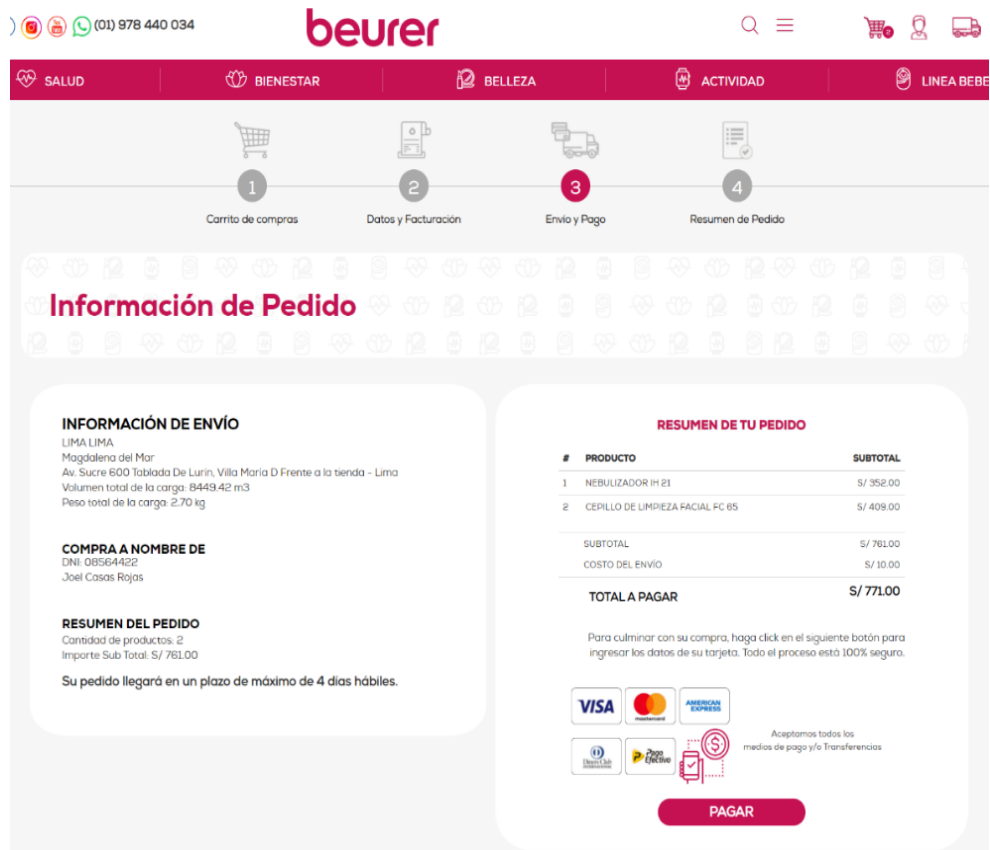 (01) 978 440 034
beurer
2
SALUD
BIENESTAR
BELLEZA
ACTIVIDAD
LINEA BEBE
1
2
3
4
Carrito de compras
Datos y Facturación
Envío y Pago
Resumen de Pedido
Información de Pedido
INFORMACIÓN DE ENVÍO
LIMA LIMA
Magdalena del Mar
Av. Sucre 600 Tablada De Lurin, Villa Maria D Frente a la tienda - Lima
Volumen total de la carga: 8449.42 m3
Peso total de la carga: 2.70 kg
COMPRA A NOMBRE DE
DNI: 08564422
Joel Casas Rojas
RESUMEN DEL PEDIDO
Cantidad de productos: 2
Importe Sub Total: S/ 761.00
Su pedido llegará en un plazo de máximo de 4 días hábiles.
RESUMEN DE TU PEDIDO
# PRODUCTO SUBTOTAL
1 NEBULIZADOR IH 21 S/ 352.00
2 CEPILLO DE LIMPIEZA FACIAL FC 65 S/ 409.00
SUBTOTAL S/ 761.00
COSTO DEL ENVÍO S/ 10.00
TOTAL A PAGAR S/ 771.00
Para culminar con su compra, haga click en el siguiente botón para
ingresar los datos de su tarjeta. Todo el proceso está 100% seguro.
VISA
mastercard
AMERICAN
EXPRESS
Diners Club
INTERNATIONAL
Pago
Efectivo
Aceptamos todos los
medios de pago y/o Transferencias
PAGAR